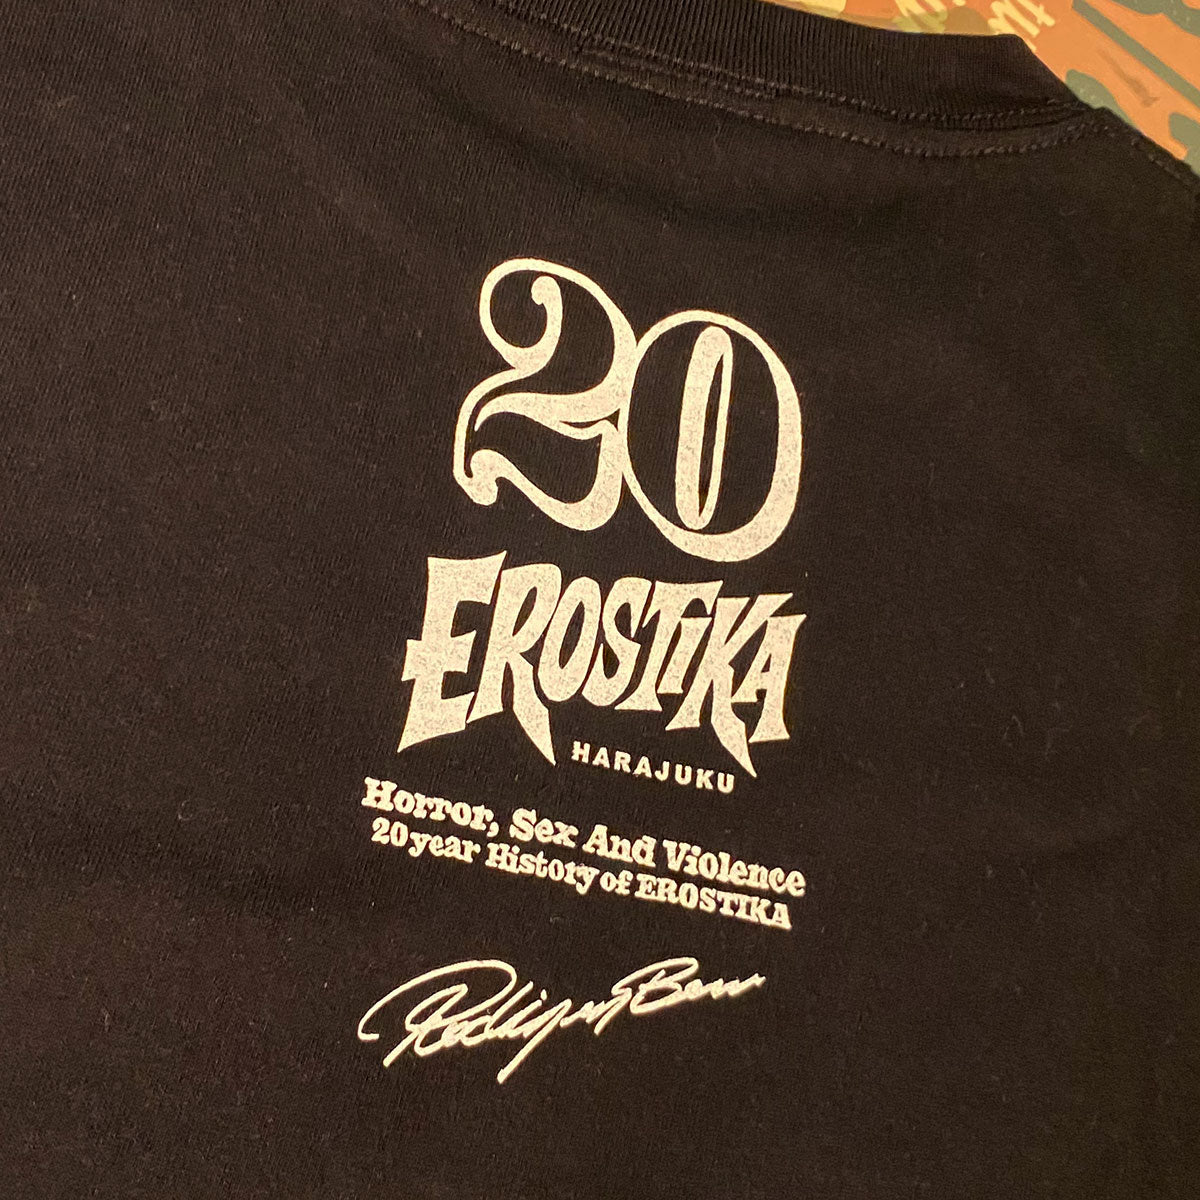 20
EROSTiKA
HARAJUKU
Horror, Sex And Violence
20 year History of EROSTIKA